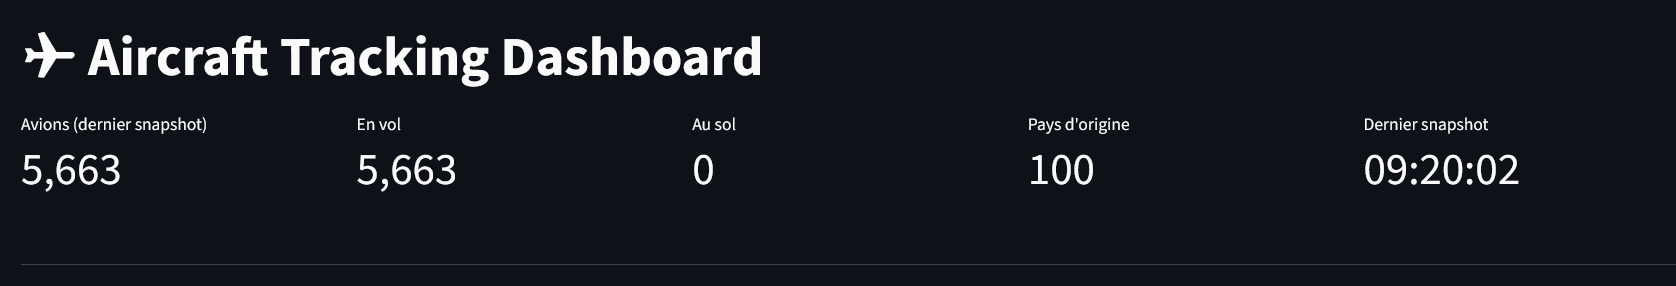 Aircraft Tracking Dashboard
Avions (dernier snapshot)
5,663
En vol
5,663
Au sol
0
Pays d'origine
100
Dernier snapshot
09:20:02